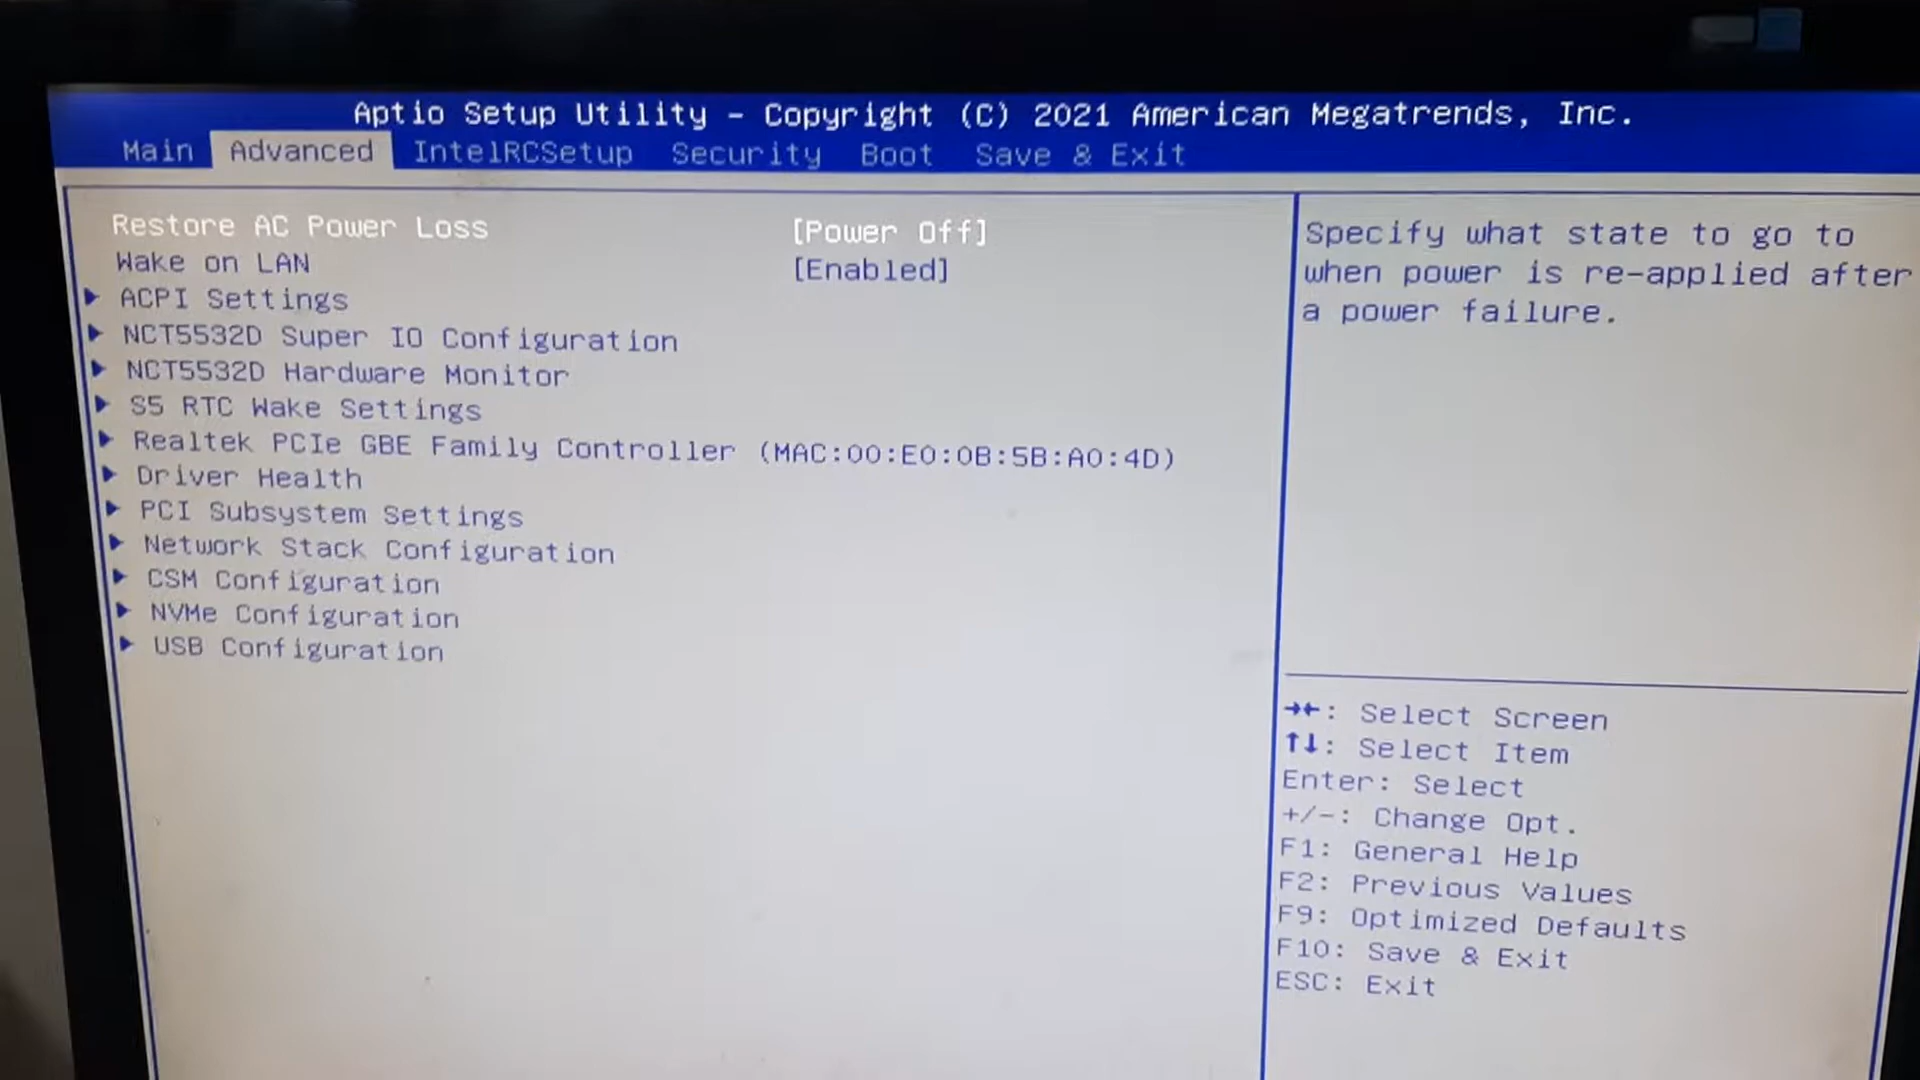 Aptio Setup Utility - Copyright (C) 2021 American Megatrends, Inc.
Main Advanced IntelRCSetup Security Boot Save & Exit
Restore AC Power Loss [Power Off]
Wake on LAN [Enabled]
ACPI Settings
NCT5532D Super IO Configuration
NCT5532D Hardware Monitor
S5 RTC Wake Settings
Realtek PCIe GBE Family Controller (MAC:00:E0:0B:5B:A0:4D)
Driver Health
PCI Subsystem Settings
Network Stack Configuration
CSM Configuration
NVMe Configuration
USB Configuration
Specify what state to go to
when power is re-applied after
a power failure.
→←: Select Screen
↑↓: Select Item
Enter: Select
+/-: Change Opt.
F1: General Help
F2: Previous Values
F9: Optimized Defaults
F10: Save & Exit
ESC: Exit